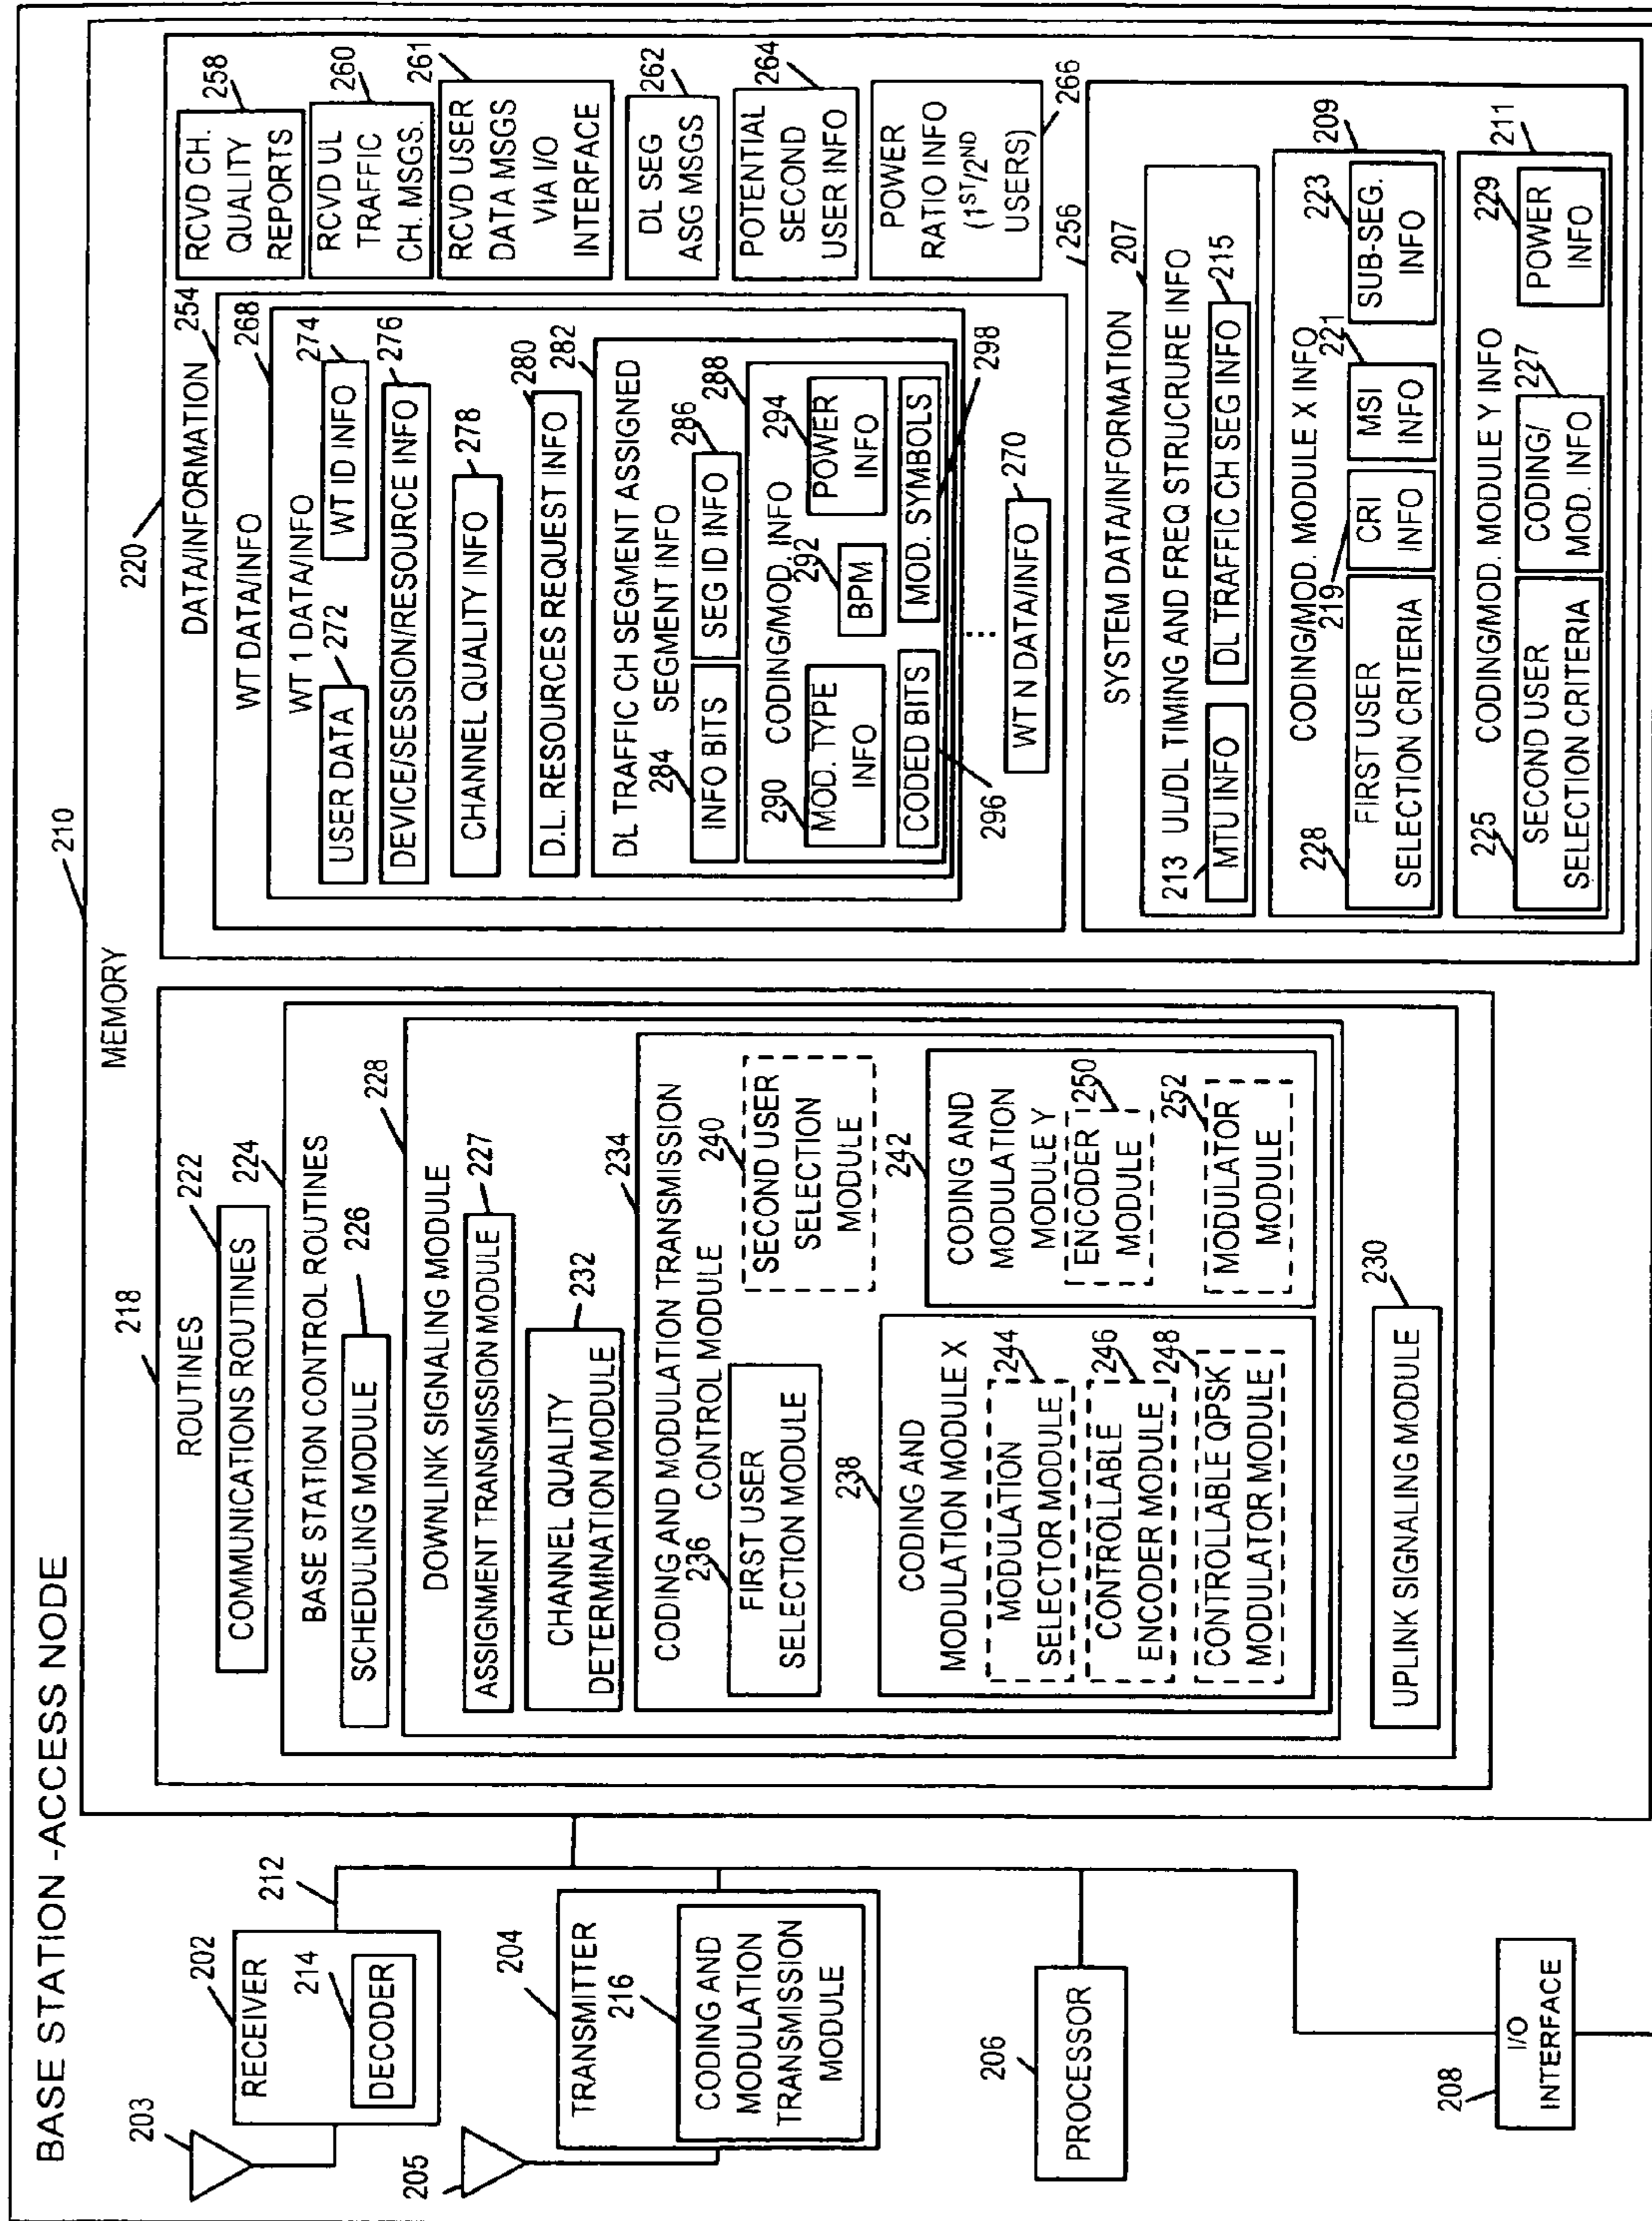 BASE STATION -ACCESS NODE
203
202
RECEIVER
214
DECODER
212
205
204
TRANSMITTER
216
CODING AND
MODULATION
TRANSMISSION
MODULE
206
PROCESSOR
208
I/O
INTERFACE
210
MEMORY
218
ROUTINES
222
COMMUNICATIONS ROUTINES
224
BASE STATION CONTROL ROUTINES
226
SCHEDULING MODULE
228
DOWNLINK SIGNALING MODULE
227
ASSIGNMENT TRANSMISSION MODULE
232
CHANNEL QUALITY
DETERMINATION MODULE
234
CODING AND MODULATION TRANSMISSION
CONTROL MODULE
236
FIRST USER
SELECTION MODULE
240
SECOND USER
SELECTION
MODULE
238
CODING AND
MODULATION MODULE X
244
MODULATION
SELECTOR MODULE
246
CONTROLLABLE
ENCODER MODULE
248
CONTROLLABLE QPSK
MODULATOR MODULE
242
CODING AND
MODULATION
MODULE Y
250
ENCODER
MODULE
252
MODULATOR
MODULE
230
UPLINK SIGNALING MODULE
220
DATA/INFORMATION
254
WT DATA/INFO
268
WT 1 DATA/INFO
272
USER DATA
274
WT ID INFO
276
DEVICE/SESSION/RESOURCE INFO
278
CHANNEL QUALITY INFO
280
D.L. RESOURCES REQUEST INFO
282
DL TRAFFIC CH SEGMENT ASSIGNED
SEGMENT INFO
284
INFO BITS
286
SEG ID INFO
288
CODING/MOD. INFO
290
MOD. TYPE
INFO
292
BPM
294
POWER
INFO
CODED BITS
296
MOD. SYMBOLS
298
...
WT N DATA/INFO
270
258
RCVD CH.
QUALITY
REPORTS
260
RCVD UL
TRAFFIC
CH. MSGS.
261
RCVD USER
DATA MSGS
VIA I/O
INTERFACE
262
DL SEG
ASG MSGS
264
POTENTIAL
SECOND
USER INFO
266
POWER
RATIO INFO
(1ST/2ND
USERS)
256
SYSTEM DATA/INFORMATION
207
213
UL/DL TIMING AND FREQ STRUCRURE INFO
MTU INFO
DL TRAFFIC CH SEG INFO
215
209
CODING/MOD. MODULE X INFO
228
FIRST USER
SELECTION CRITERIA
219
CRI
INFO
221
MSI
INFO
223
SUB-SEG.
INFO
211
CODING/MOD. MODULE Y INFO
225
SECOND USER
SELECTION CRITERIA
227
CODING/
MOD. INFO
229
POWER
INFO